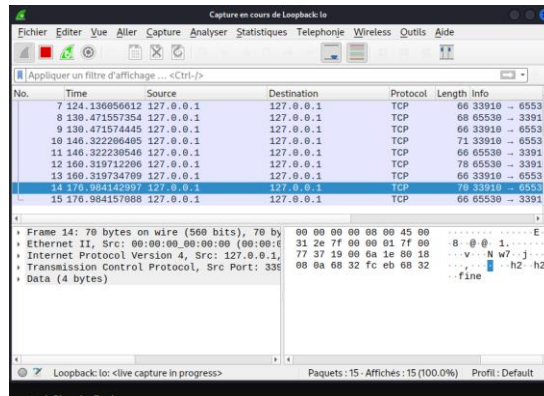 Capture en cours de Loopback: lo
Fichier Editer Vue Aller Capture Analyser Statistiques Telephonie Wireless Outils Aide
Appliquer un filtre d'affichage ... <Ctrl-/>
No. Time Source Destination Protocol Length Info
7 124.136056612 127.0.0.1 127.0.0.1 TCP 66 33910 → 6553
8 130.471557354 127.0.0.1 127.0.0.1 TCP 68 65530 → 3391
9 130.471574445 127.0.0.1 127.0.0.1 TCP 66 33910 → 6553
10 146.322206405 127.0.0.1 127.0.0.1 TCP 71 33910 → 6553
11 146.322230546 127.0.0.1 127.0.0.1 TCP 66 65530 → 3391
12 160.319712206 127.0.0.1 127.0.0.1 TCP 78 65530 → 3391
13 160.319734709 127.0.0.1 127.0.0.1 TCP 66 33910 → 6553
14 176.984142997 127.0.0.1 127.0.0.1 TCP 70 33910 → 6553
15 176.984157088 127.0.0.1 127.0.0.1 TCP 66 65530 → 3391
Frame 14: 70 bytes on wire (560 bits), 70 by
Ethernet II, Src: 00:00:00_00:00:00 (00:00:0
Internet Protocol Version 4, Src: 127.0.0.1,
Transmission Control Protocol, Src Port: 339
Data (4 bytes)
00 00 00 00 08 00 45 00
31 2e 7f 00 00 01 7f 00
77 37 19 00 6a 1e 80 18
08 0a 68 32 fc eb 68 32
fine
Loopback: lo: <live capture in progress> Paquets : 15 · Affichés : 15 (100.0%) Profil : Default